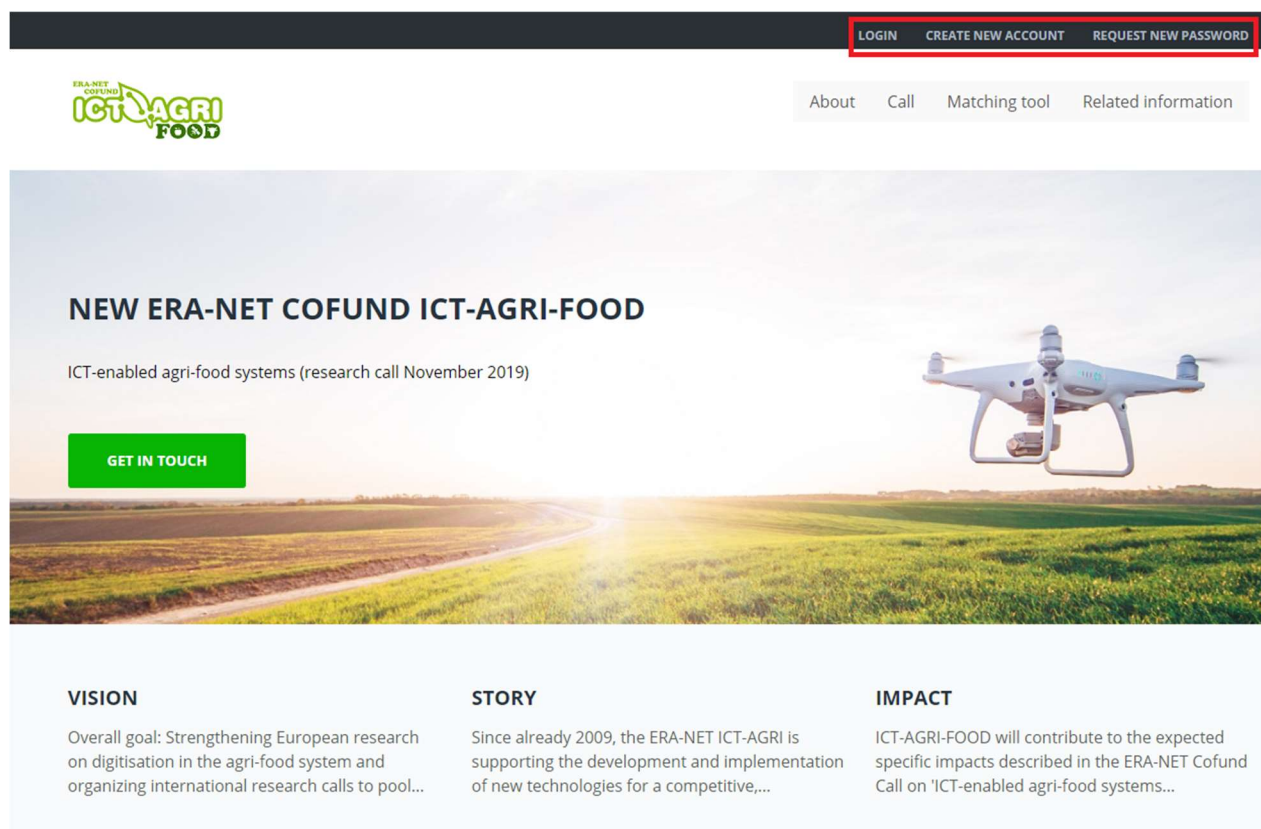 LOGIN CREATE NEW ACCOUNT REQUEST NEW PASSWORD
ERA-NET
COFUND
ICT-AGRI
FOOD
About Call Matching tool Related information
NEW ERA-NET COFUND ICT-AGRI-FOOD
ICT-enabled agri-food systems (research call November 2019)
GET IN TOUCH
VISION
Overall goal: Strengthening European research
on digitisation in the agri-food system and
organizing international research calls to pool...
STORY
Since already 2009, the ERA-NET ICT-AGRI is
supporting the development and implementation
of new technologies for a competitive,...
IMPACT
ICT-AGRI-FOOD will contribute to the expected
specific impacts described in the ERA-NET Cofund
Call on 'ICT-enabled agri-food systems...